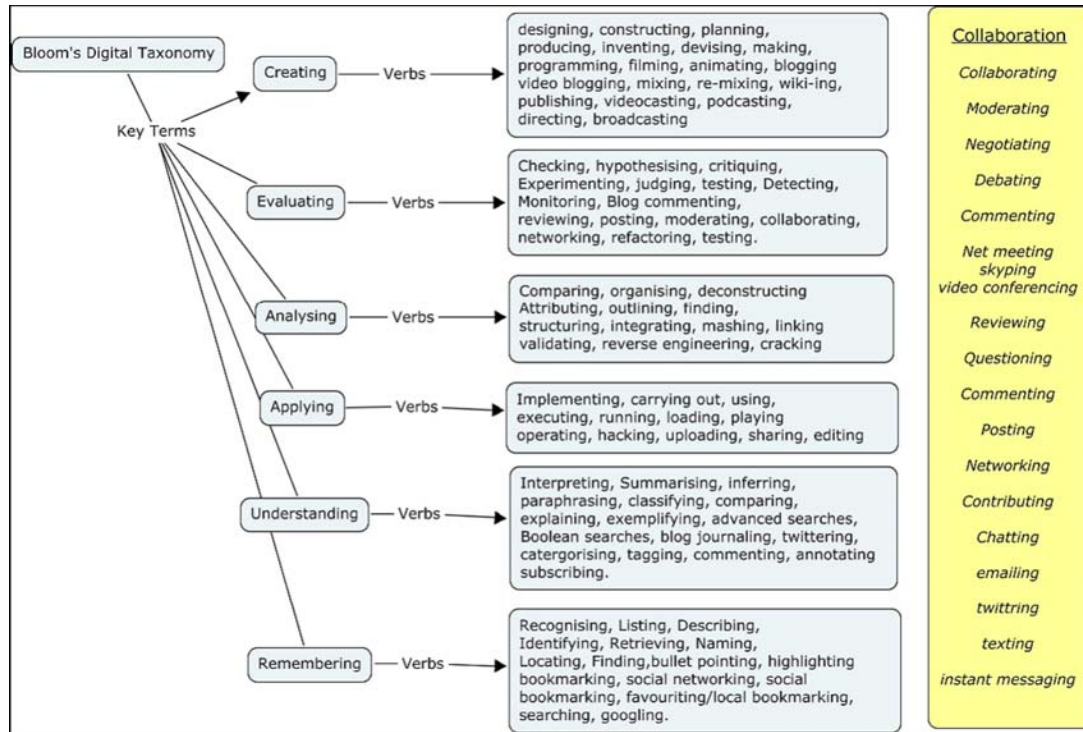 Bloom's Digital Taxonomy
Key Terms
Creating
Verbs
designing, constructing, planning,
producing, inventing, devising, making,
programming, filming, animating, blogging
video blogging, mixing, re-mixing, wiki-ing,
publishing, videocasting, podcasting,
directing, broadcasting
Evaluating
Verbs
Checking, hypothesising, critiquing,
Experimenting, judging, testing, Detecting,
Monitoring, Blog commenting,
reviewing, posting, moderating, collaborating,
networking, refactoring, testing.
Analysing
Verbs
Comparing, organising, deconstructing
Attributing, outlining, finding,
structuring, integrating, mashing, linking
validating, reverse engineering, cracking
Applying
Verbs
Implementing, carrying out, using,
executing, running, loading, playing
operating, hacking, uploading, sharing, editing
Understanding
Verbs
Interpreting, Summarising, inferring,
paraphrasing, classifying, comparing,
explaining, exemplifying, advanced searches,
Boolean searches, blog journaling, twittering,
catergorising, tagging, commenting, annotating
subscribing.
Remembering
Verbs
Recognising, Listing, Describing,
Identifying, Retrieving, Naming,
Locating, Finding,bullet pointing, highlighting
bookmarking, social networking, social
bookmarking, favouriting/local bookmarking,
searching, googling.
Collaboration
Collaborating
Moderating
Negotiating
Debating
Commenting
Net meeting
skyping
video conferencing
Reviewing
Questioning
Commenting
Posting
Networking
Contributing
Chatting
emailing
twittring
texting
instant messaging